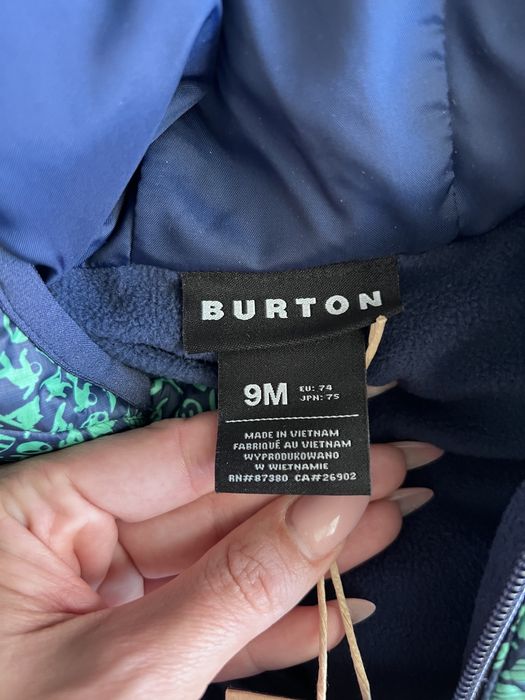 BURTON
9M EU: 74
JPN: 75
MADE IN VIETNAM
FABRIQUÉ AU VIETNAM
WYPRODUKOWANO
W WIETNAMIE
RN#87380 CA#26902